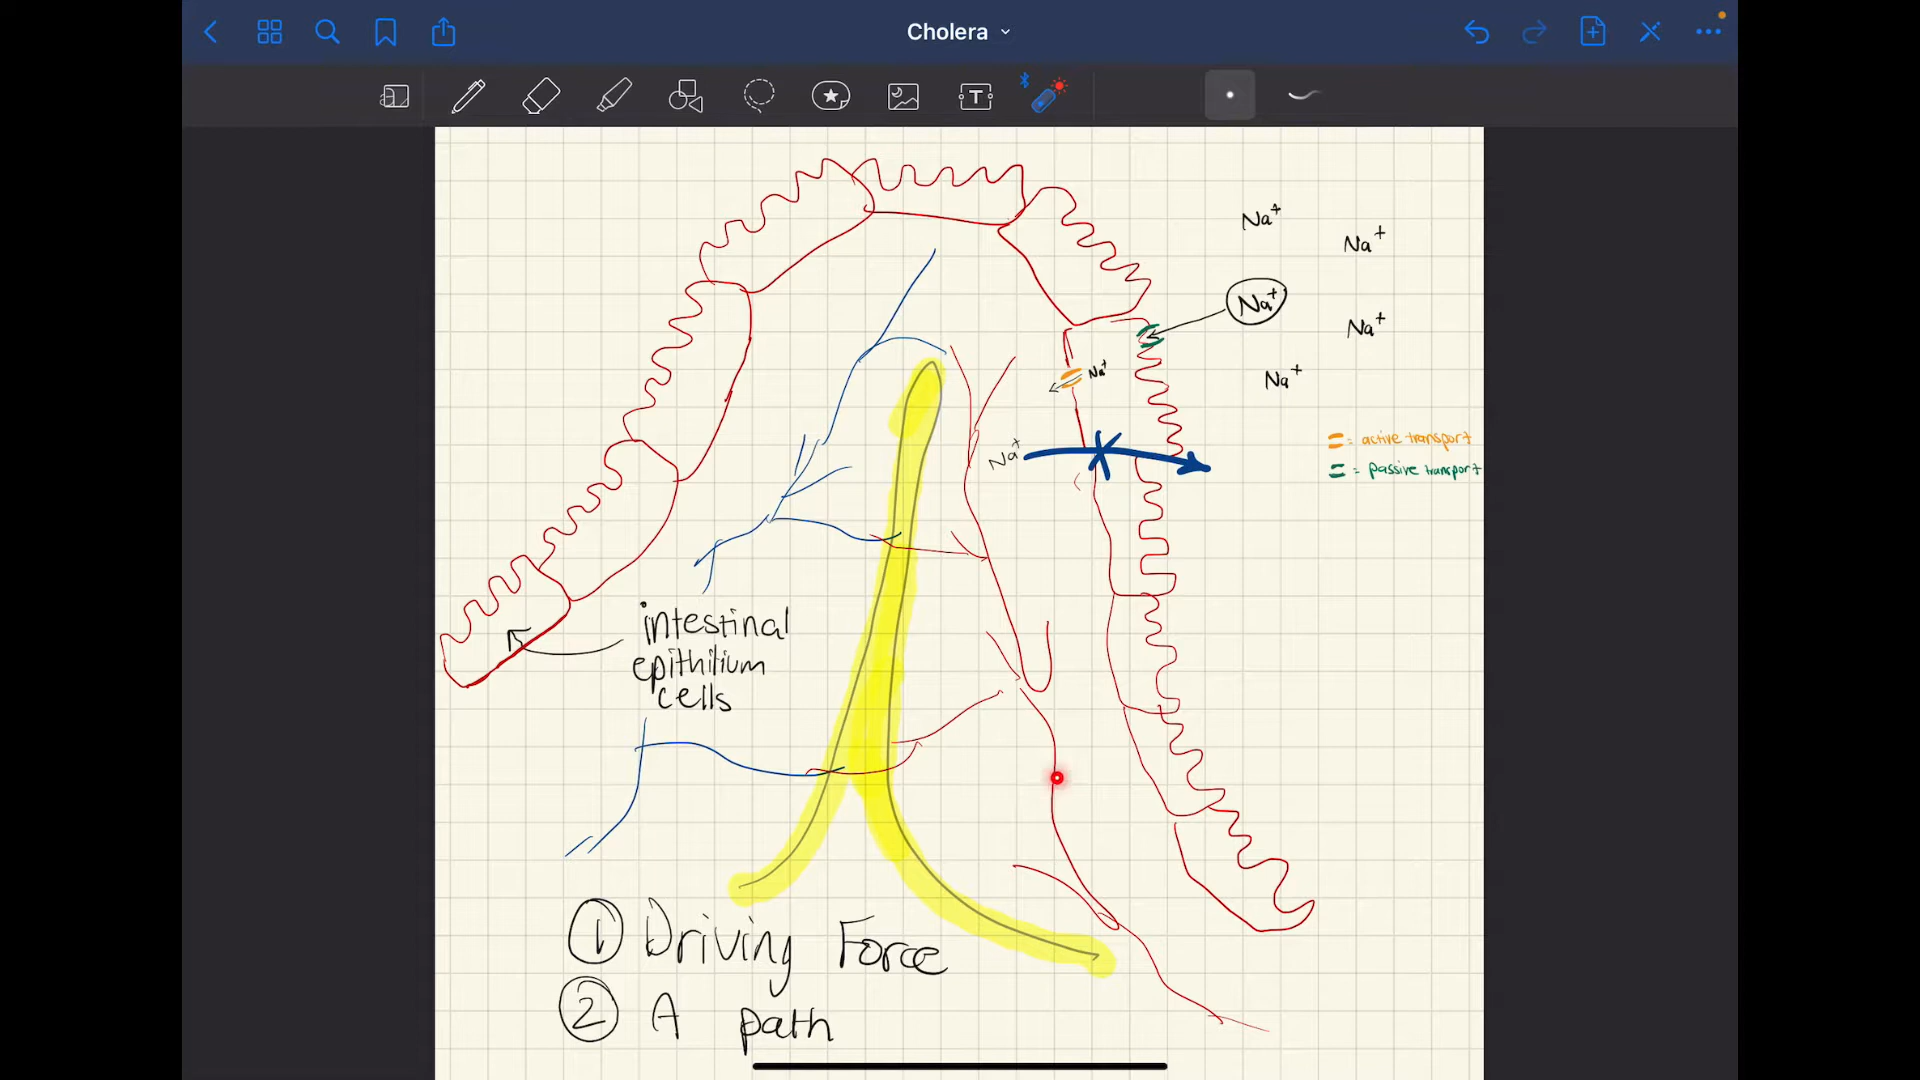 Cholera
Na+
Na+
Na+
Na+
Na+
Na+
Na+
= active transport
= passive transport
intestinal
epithilium
cells
① Driving Force
② A path